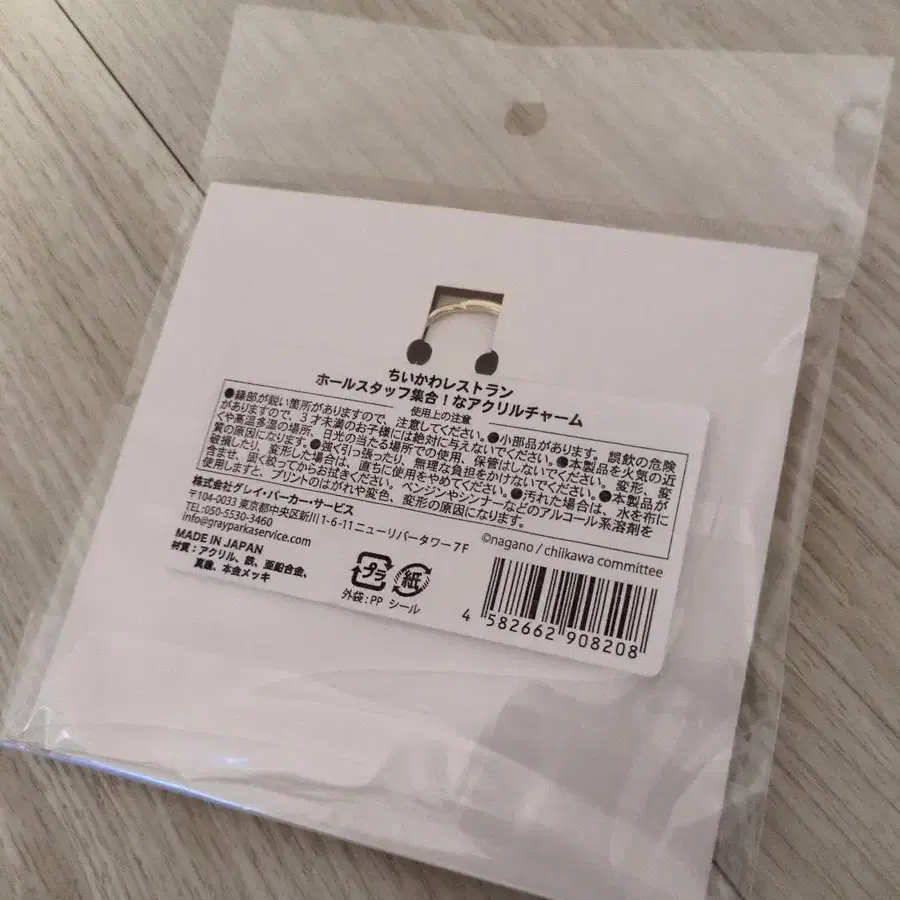 ちいかわレストラン
ホールスタッフ集合！なアクリルチャーム
使用上の注意
●縁部が鋭い箇所がありますので、注意してください。●小部品があります。誤飲の危険
がありますので、3才未満のお子様には絶対に与えないでください。●本製品を火気の近
くや高温多湿の場所、日光の当たる場所での使用、保管はしないでください。変形、変
質の原因になります。●強く引っ張ったり、無理な負担をかけないでください。●本製品が
破損したり、変形した場合は、直ちに使用をやめてください。●汚れた場合は、水を布に
含ませ、固く絞ってからお拭きください。ベンジンやシンナーなどのアルコール系溶剤を
使用しますと、プリントのはがれや変色、変形の原因になります。
株式会社グレイ・パーカー・サービス
〒104-0033 東京都中央区新川1-6-11 ニューリバータワー7F
TEL:050-5530-3460
info@grayparkaservice.com
©nagano / chiikawa committee
MADE IN JAPAN
材質：アクリル、鉄、亜鉛合金、
真鍮、本金メッキ
プラ
紙
外袋：PP シール
4 582662 908208